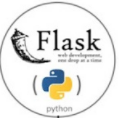 Flask
web development,
one drop at a time
python